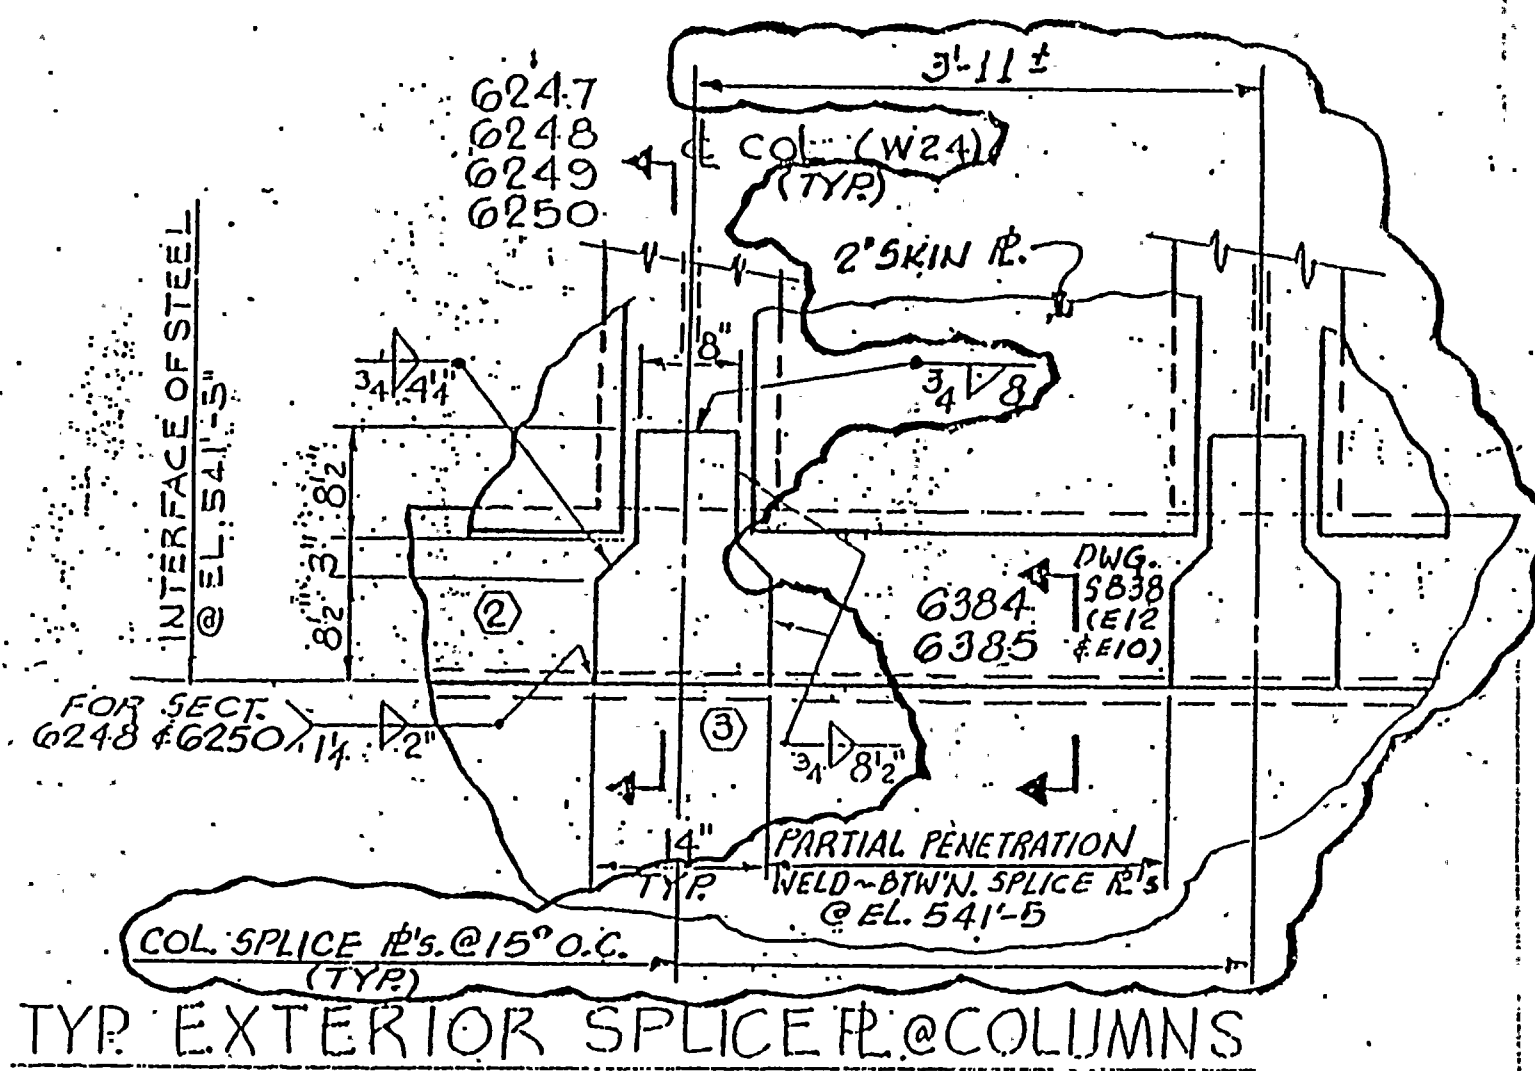 3'-11 ±
6247
6248
6249
6250
℄ COL. (W24)
(TYP.)
2" SKIN ℙL.
INTERFACE OF STEEL
@ EL. 541'-5"
8"
3/4 4 1/4"
3/4 8
8 1/2"
3"
8 1/2"
2
6384
6385
DWG.
S838
(E12
& E10)
FOR SECT.
6248 & 6250
1 1/4 2"
3
3/4 8 1/2"
14"
TYP.
PARTIAL PENETRATION
WELD ~ BTW'N. SPLICE PL's
@ EL. 541'-5
COL. SPLICE PL's. @ 15" O.C.
(TYP.)
TYP. EXTERIOR SPLICE PL @ COLUMNS